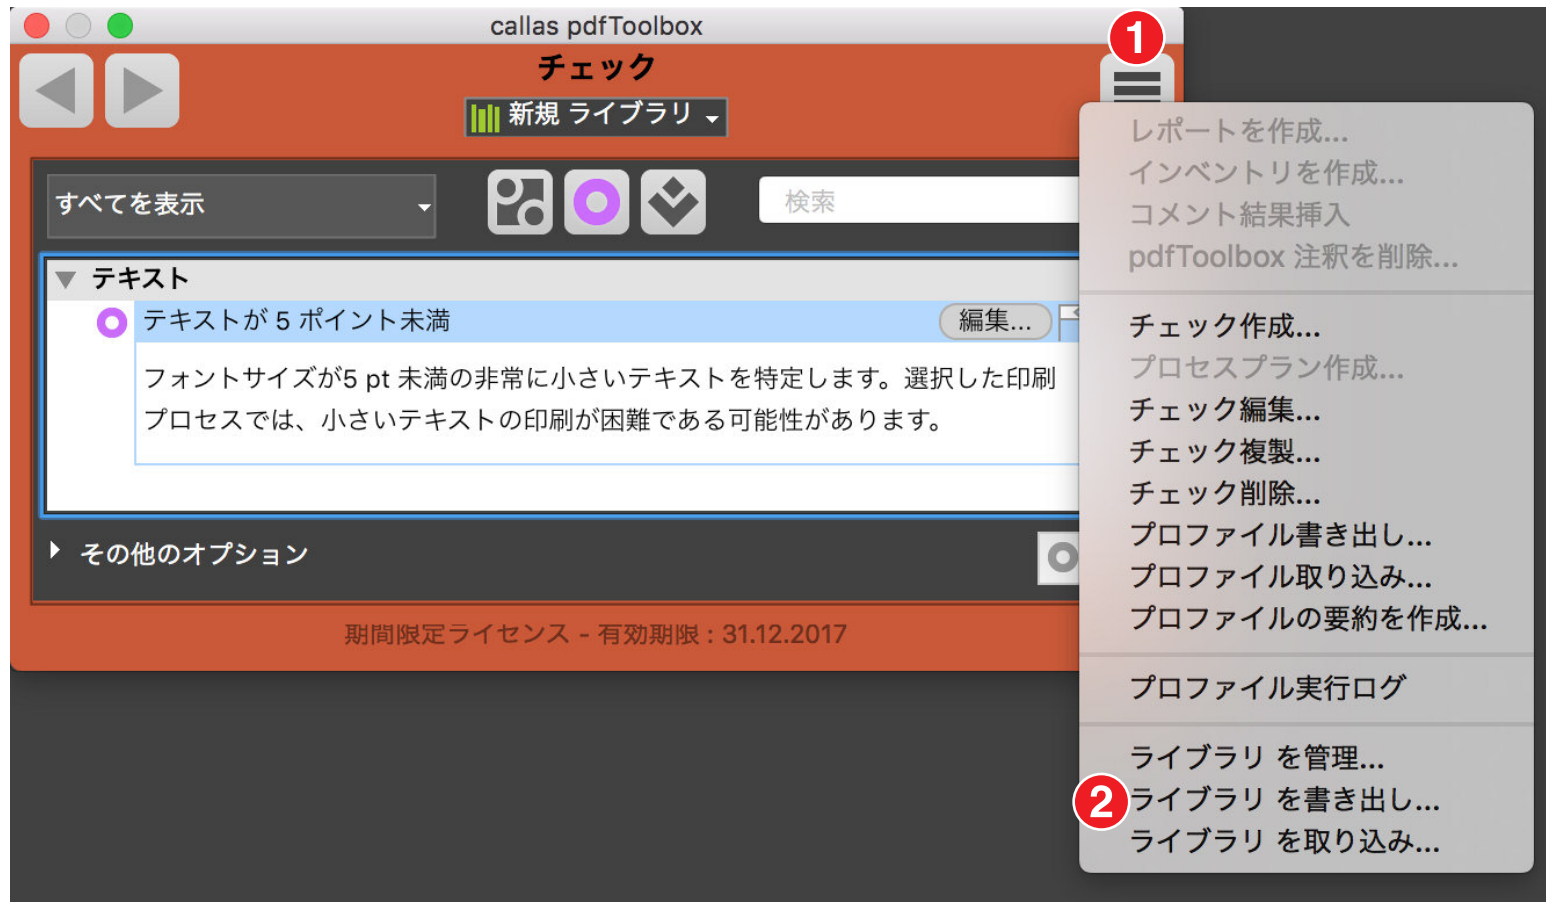 callas pdfToolbox
チェック
1
新規 ライブラリ
すべてを表示
検索
テキスト
テキストが 5 ポイント未満
編集...
フォントサイズが5 pt 未満の非常に小さいテキストを特定します。選択した印刷
プロセスでは、小さいテキストの印刷が困難である可能性があります。
その他のオプション
期間限定ライセンス - 有効期限 : 31.12.2017
レポートを作成...
インベントリを作成...
コメント結果挿入
pdfToolbox 注釈を削除...
チェック作成...
プロセスプラン作成...
チェック編集...
チェック複製...
チェック削除...
プロファイル書き出し...
プロファイル取り込み...
プロファイルの要約を作成...
プロファイル実行ログ
ライブラリ を管理...
2 ライブラリ を書き出し...
ライブラリ を取り込み...